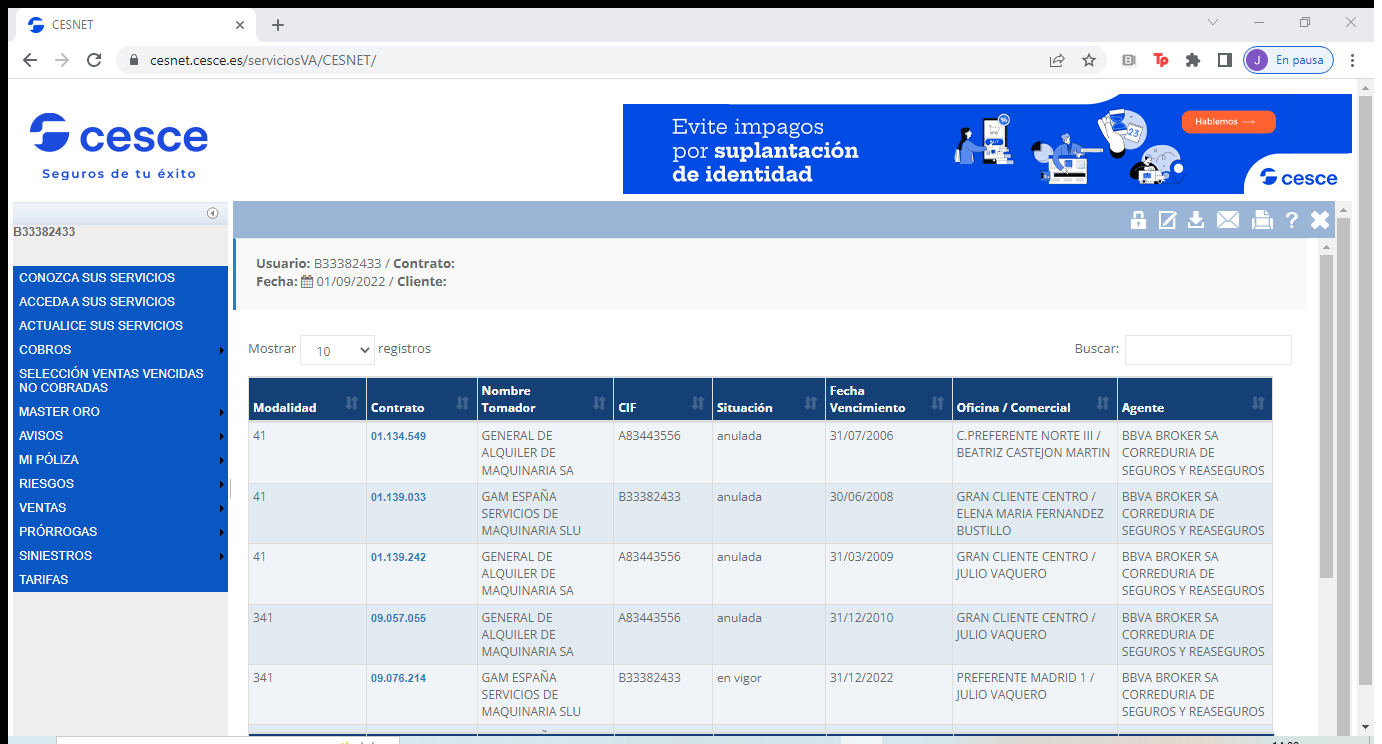 CESNET
cesnet.cesce.es/serviciosVA/CESNET/
Tp
J
En pausa
cesce
Seguros de tu éxito
Evite impagos
por suplantación
de identidad
23
Hablemos →
cesce
B33382433
CONOZCA SUS SERVICIOS
ACCEDA A SUS SERVICIOS
ACTUALICE SUS SERVICIOS
COBROS
SELECCIÓN VENTAS VENCIDAS
NO COBRADAS
MASTER ORO
AVISOS
MI PÓLIZA
RIESGOS
VENTAS
PRÓRROGAS
SINIESTROS
TARIFAS
?
Usuario: B33382433 / Contrato:
Fecha: 01/09/2022 / Cliente:
Mostrar 10 registros
Buscar:
Modalidad Contrato Nombre Tomador CIF Situación Fecha Vencimiento Oficina / Comercial Agente
41 01.134.549 GENERAL DE A83443556 anulada 31/07/2006 C.PREFERENTE NORTE III / BBVA BROKER SA
ALQUILER DE BEATRIZ CASTEJON MARTIN CORREDURIA DE
MAQUINARIA SA SEGUROS Y REASEGUROS
41 01.139.033 GAM ESPAÑA B33382433 anulada 30/06/2008 GRAN CLIENTE CENTRO / BBVA BROKER SA
SERVICIOS DE ELENA MARIA FERNANDEZ CORREDURIA DE
MAQUINARIA SLU BUSTILLO SEGUROS Y REASEGUROS
41 01.139.242 GENERAL DE A83443556 anulada 31/03/2009 GRAN CLIENTE CENTRO / BBVA BROKER SA
ALQUILER DE JULIO VAQUERO CORREDURIA DE
MAQUINARIA SA SEGUROS Y REASEGUROS
341 09.057.055 GENERAL DE A83443556 anulada 31/12/2010 GRAN CLIENTE CENTRO / BBVA BROKER SA
ALQUILER DE JULIO VAQUERO CORREDURIA DE
MAQUINARIA SA SEGUROS Y REASEGUROS
341 09.076.214 GAM ESPAÑA B33382433 en vigor 31/12/2022 PREFERENTE MADRID 1 / BBVA BROKER SA
SERVICIOS DE JULIO VAQUERO CORREDURIA DE
MAQUINARIA SLU SEGUROS Y REASEGUROS